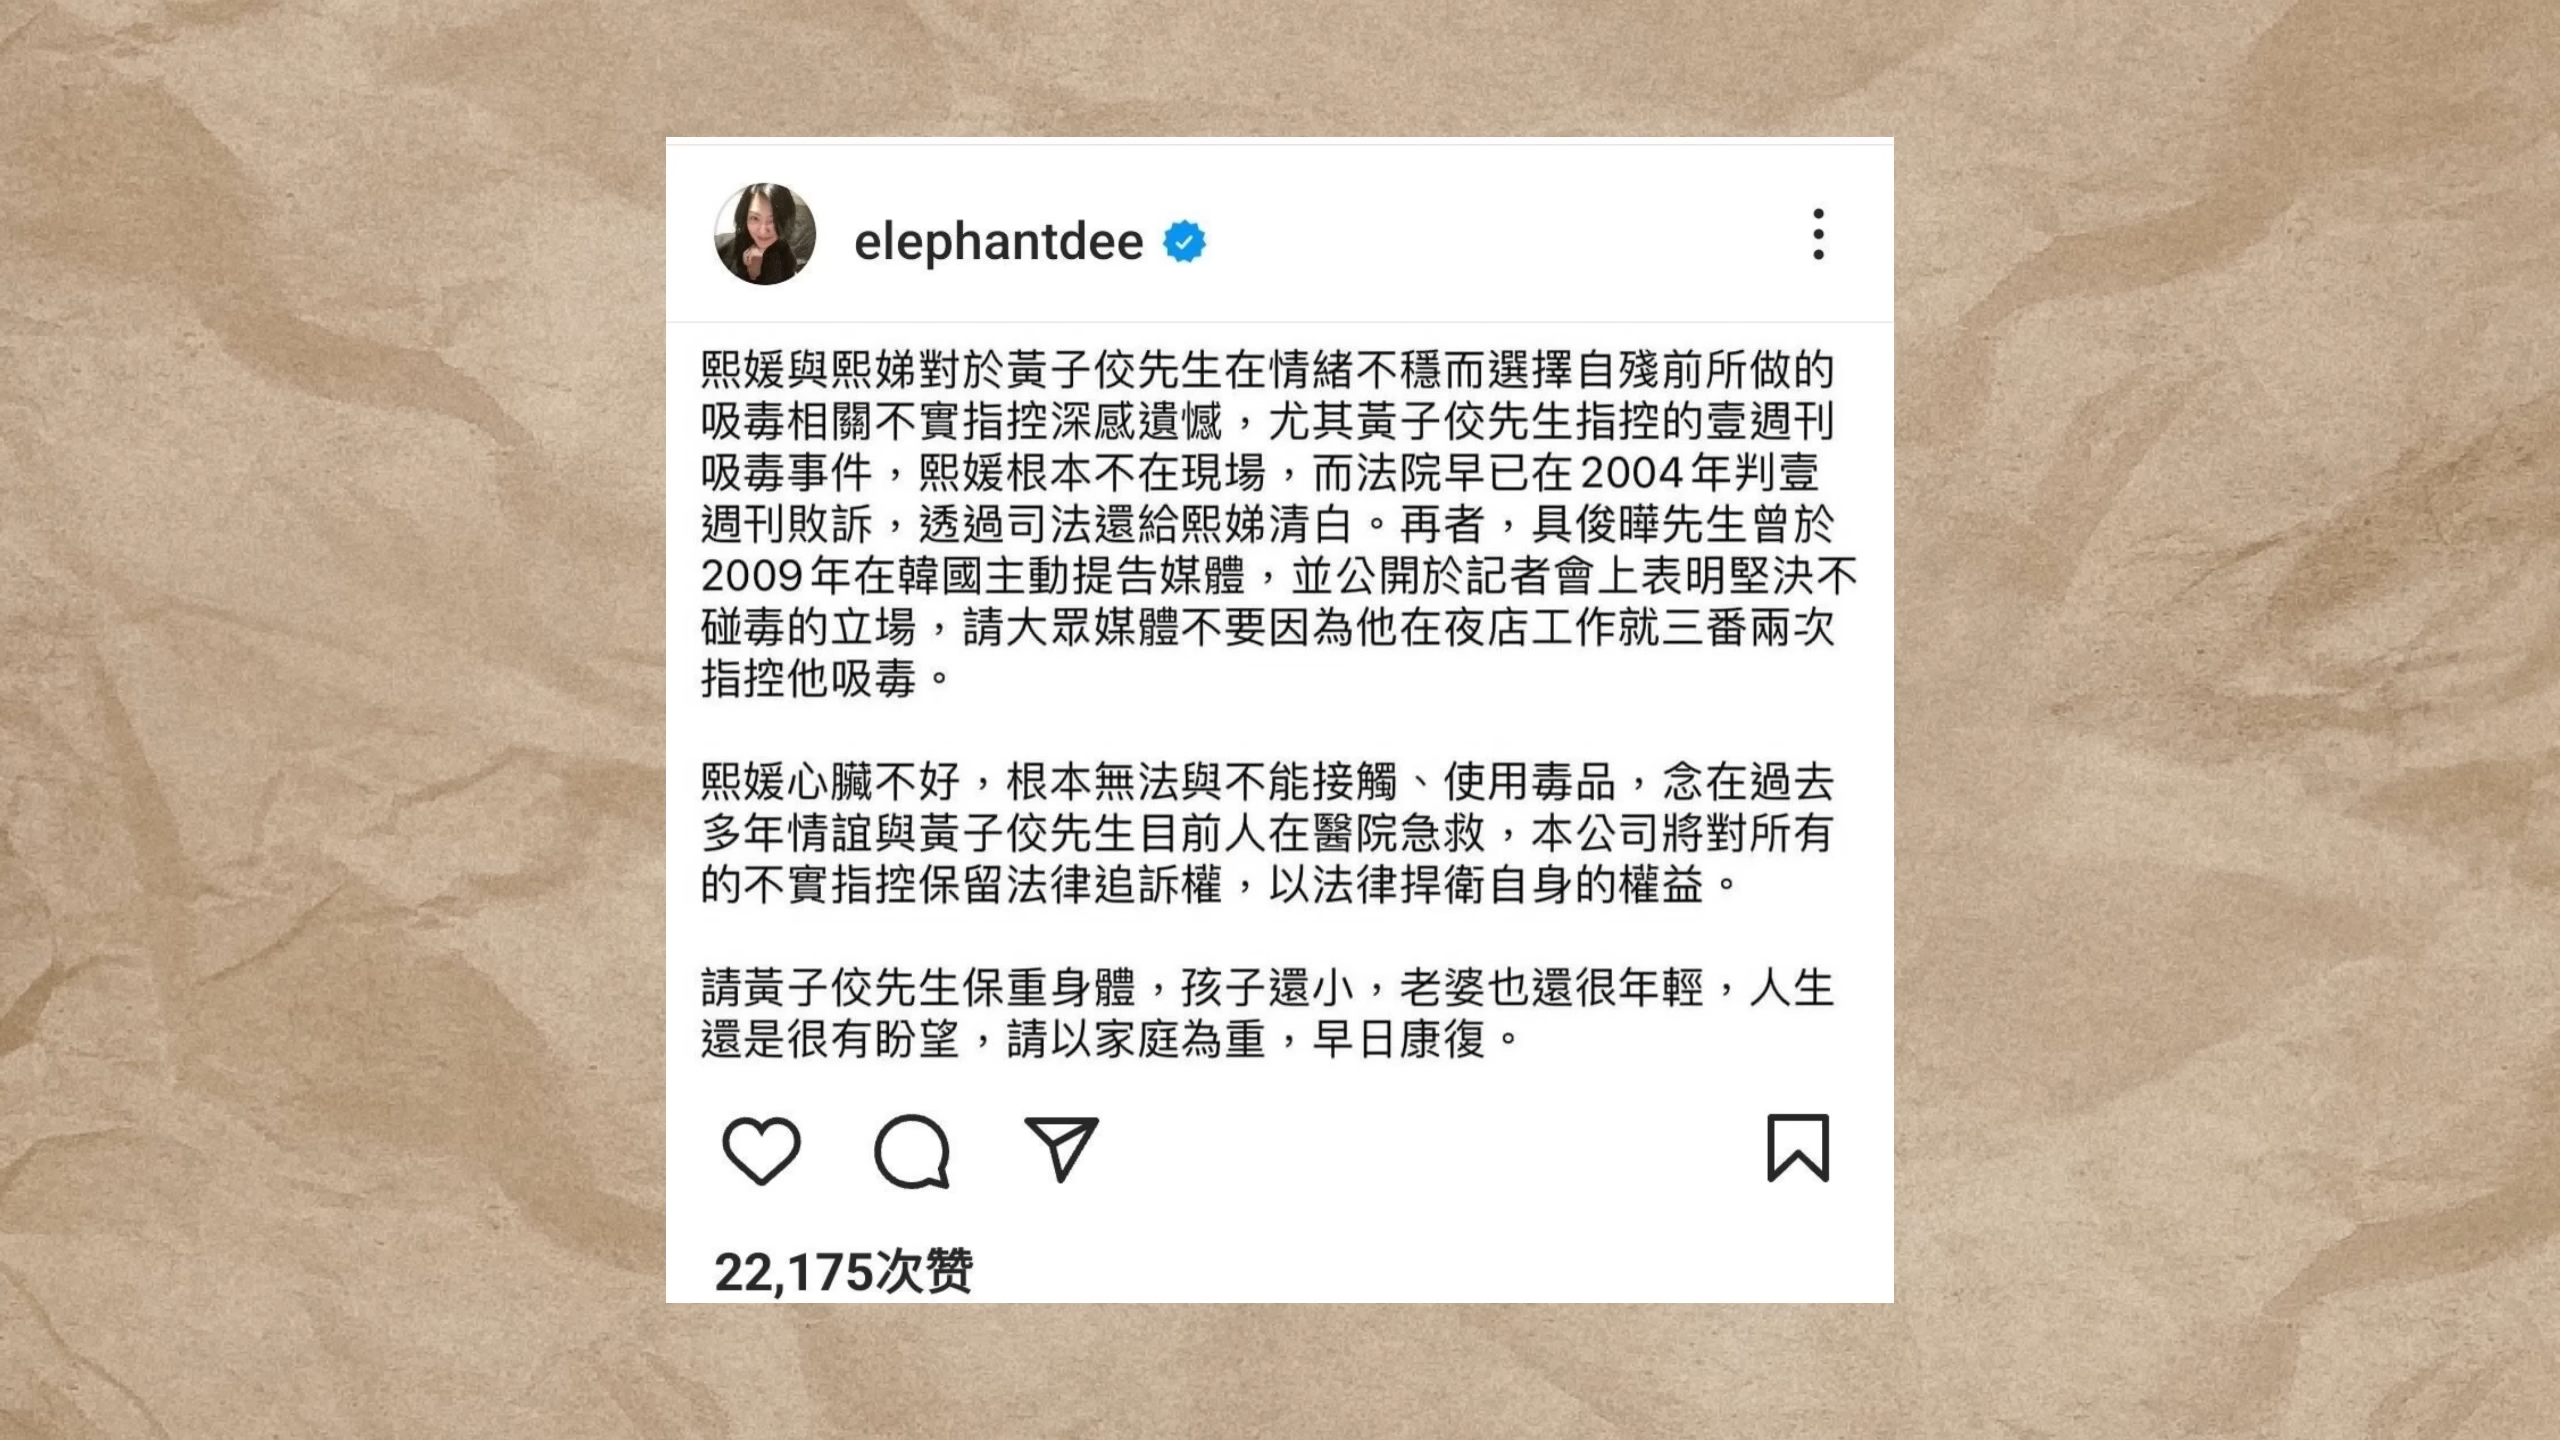 elephantdee
熙媛與熙娣對於黃子佼先生在情緒不穩而選擇自殘前所做的
吸毒相關不實指控深感遺憾，尤其黃子佼先生指控的壹週刊
吸毒事件，熙媛根本不在現場，而法院早已在2004年判壹
週刊敗訴，透過司法還給熙娣清白。再者，具俊曄先生曾於
2009年在韓國主動提告媒體，並公開於記者會上表明堅決不
碰毒的立場，請大眾媒體不要因為他在夜店工作就三番兩次
指控他吸毒。
熙媛心臟不好，根本無法與不能接觸、使用毒品，念在過去
多年情誼與黃子佼先生目前人在醫院急救，本公司將對所有
的不實指控保留法律追訴權，以法律捍衛自身的權益。
請黃子佼先生保重身體，孩子還小，老婆也還很年輕，人生
還是很有盼望，請以家庭為重，早日康復。
22,175次赞